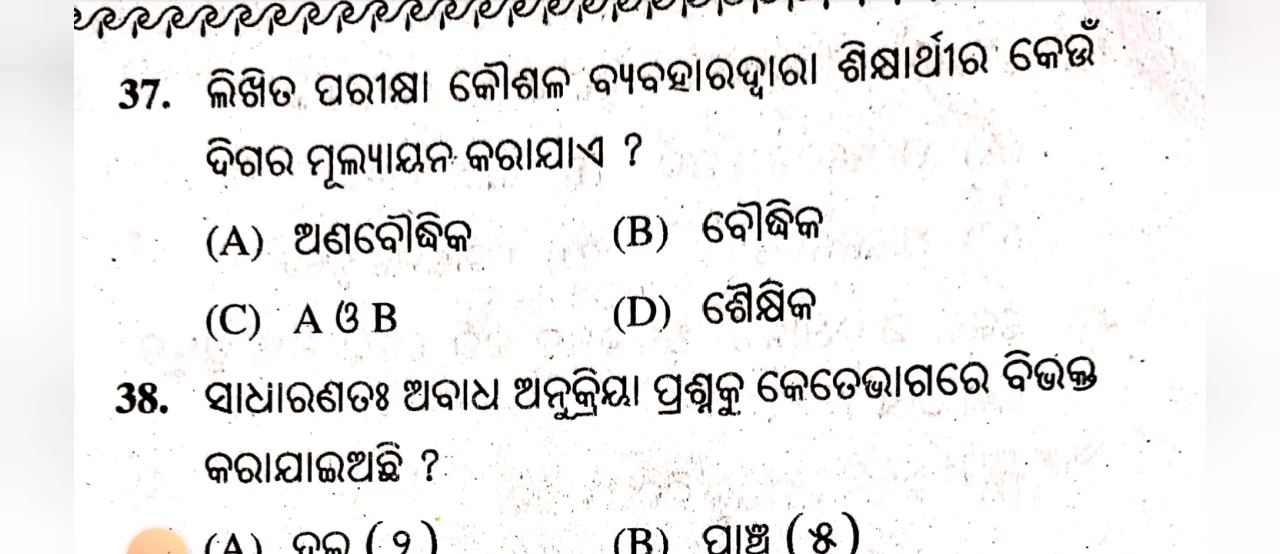 37. ଲିଖିତ ପରୀକ୍ଷା କୌଶଳ ବ୍ୟବହାରଦ୍ୱାରା ଶିକ୍ଷାର୍ଥୀର କେଉଁ
ଦିଗର ମୂଲ୍ୟାୟନ କରାଯାଏ ?
(A) ଅଣବୌଦ୍ଧିକ (B) ବୌଦ୍ଧିକ
(C) A ଓ B (D) ଶୈକ୍ଷିକ
38. ସାଧାରଣତଃ ଅବାଧ ଅନୁକ୍ରିୟା ପ୍ରଶ୍ନକୁ କେତେଭାଗରେ ବିଭକ୍ତ
କରାଯାଇଅଛି ?
(A) ଦୁଇ (୨) (B) ପାଞ୍ଚ (୫)